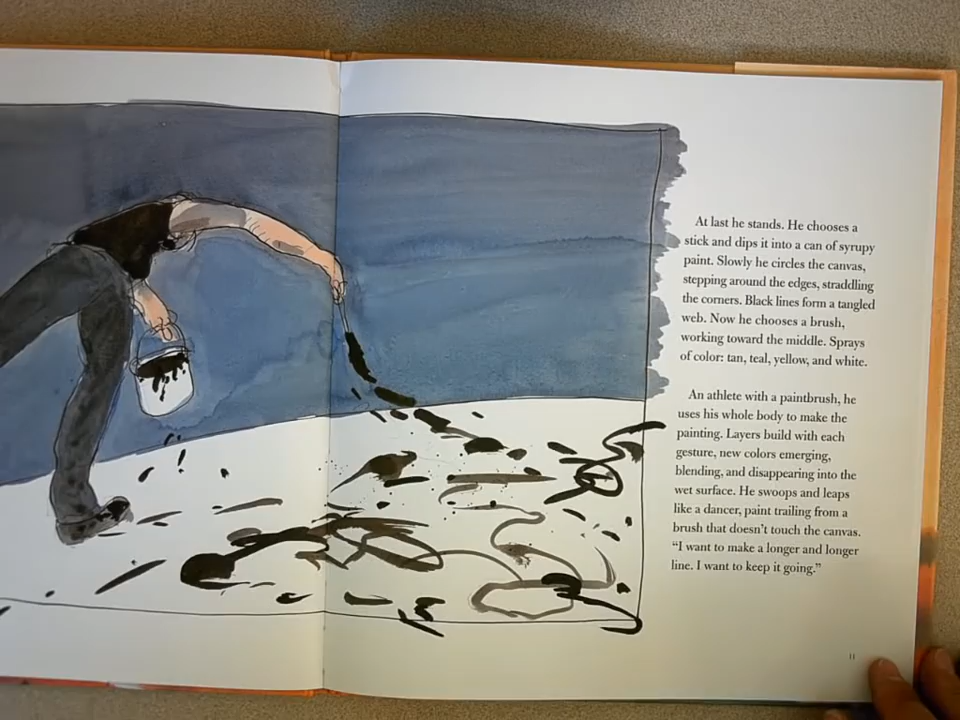 At last he stands. He chooses a
stick and dips it into a can of syrupy
paint. Slowly he circles the canvas,
stepping around the edges, straddling
the corners. Black lines form a tangled
web. Now he chooses a brush,
working toward the middle. Sprays
of color: tan, teal, yellow, and white.
An athlete with a paintbrush, he
uses his whole body to make the
painting. Layers build with each
gesture, new colors emerging,
blending, and disappearing into the
wet surface. He swoops and leaps
like a dancer, paint trailing from a
brush that doesn’t touch the canvas.
“I want to make a longer and longer
line. I want to keep it going.”
11